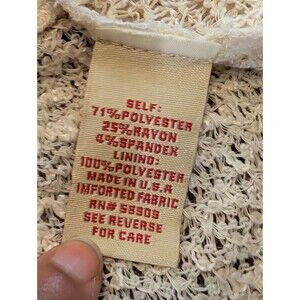 SELF:
71%POLYESTER
25%RAYON
4%SPANDEX
LINING:
100%POLYESTER
MADE IN U.S.A
IMPORTED FABRIC
RN# 58909
SEE REVERSE
FOR CARE